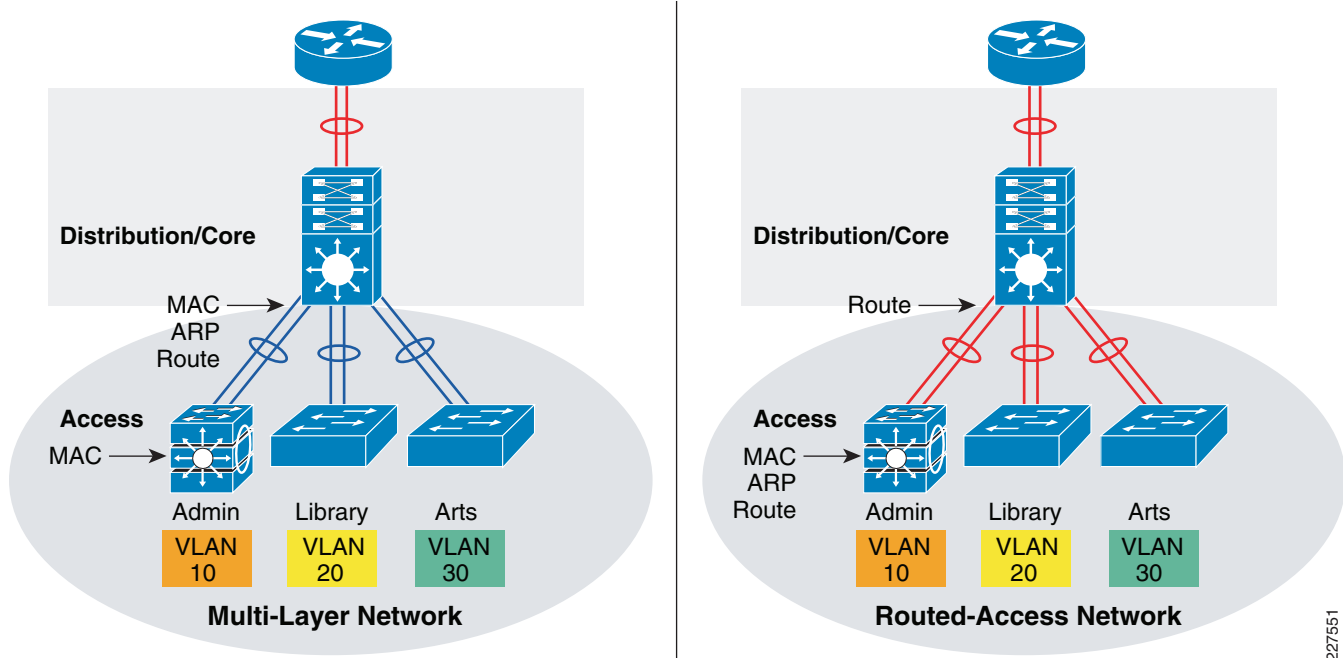 Distribution/Core
MAC
ARP
Route
Access
MAC
Admin
Library
Arts
VLAN
10
VLAN
20
VLAN
30
Multi-Layer Network
Distribution/Core
Route
Access
MAC
ARP
Route
Admin
Library
Arts
VLAN
10
VLAN
20
VLAN
30
Routed-Access Network
227551